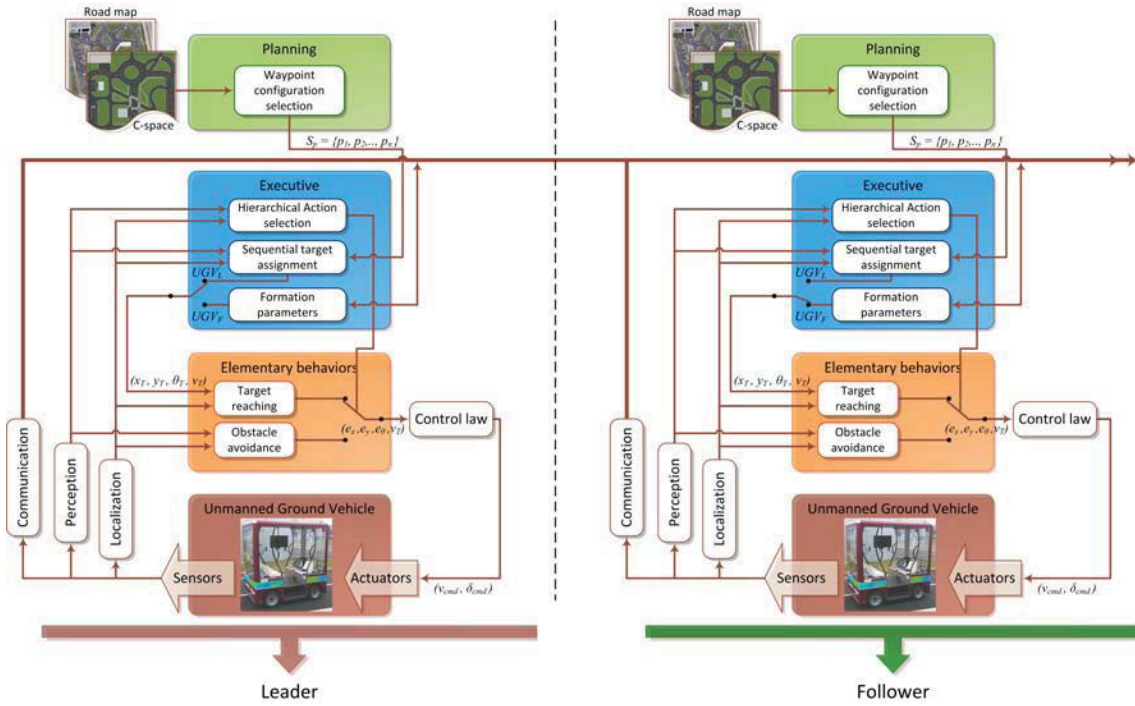 Road map
C-space
Planning
Waypoint
configuration
selection
S_p = {p_1, p_2,.., p_n}
Executive
Hierarchical Action
selection
Sequential target
assignment
UGV_L
Formation
parameters
UGV_F
Elementary behaviors
(x_T, y_T, θ_T, v_T)
Target
reaching
(e_x, e_y, e_θ, v_T)
Control law
Obstacle
avoidance
Communication
Perception
Localization
Unmanned Ground Vehicle
Sensors
Actuators
(v_cmd, δ_cmd)
Leader
Road map
C-space
Planning
Waypoint
configuration
selection
S_p = {p_1, p_2,.., p_n}
Executive
Hierarchical Action
selection
Sequential target
assignment
UGV_L
Formation
parameters
UGV_F
Elementary behaviors
(x_T, y_T, θ_T, v_T)
Target
reaching
(e_x, e_y, e_θ, v_T)
Control law
Obstacle
avoidance
Communication
Perception
Localization
Unmanned Ground Vehicle
Sensors
Actuators
(v_cmd, δ_cmd)
Follower